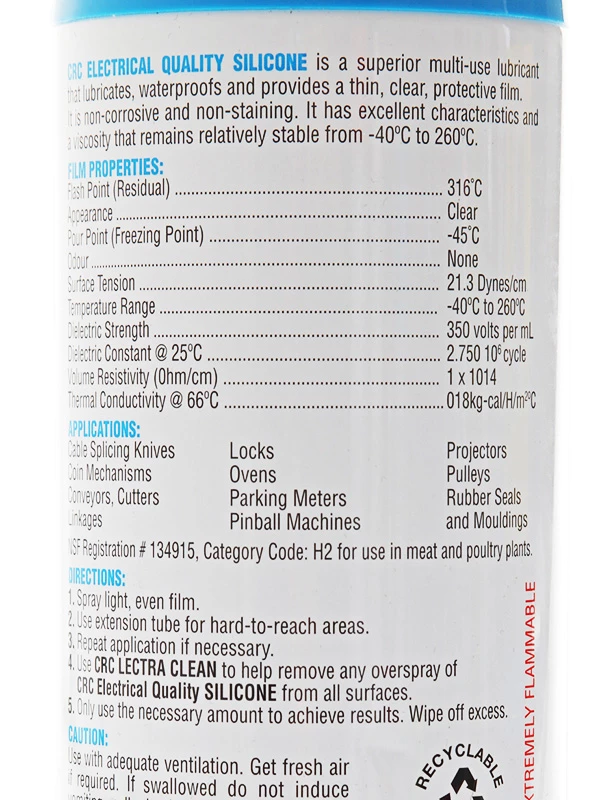 CRC ELECTRICAL QUALITY SILICONE is a superior multi-use lubricant
that lubricates, waterproofs and provides a thin, clear, protective film.
It is non-corrosive and non-staining. It has excellent characteristics and
a viscosity that remains relatively stable from -40ºC to 260ºC.
FILM PROPERTIES:
Flash Point (Residual) ........ 316°C
Appearance ........ Clear
Pour Point (Freezing Point) ........ -45°C
Odour ........ None
Surface Tension ........ 21.3 Dynes/cm
Temperature Range ........ -40ºC to 260ºC
Dielectric Strength ........ 350 volts per mL
Dielectric Constant @ 25ºC ........ 2.750 10⁶ cycle
Volume Resistivity (Ohm/cm) ........ 1 x 1014
Thermal Conductivity @ 66ºC ........ 018kg-cal/H/m²ºC
APPLICATIONS:
Cable Splicing Knives Locks Projectors
Coin Mechanisms Ovens Pulleys
Conveyors, Cutters Parking Meters Rubber Seals
Linkages Pinball Machines and Mouldings
NSF Registration # 134915, Category Code: H2 for use in meat and poultry plants.
DIRECTIONS:
1. Spray light, even film.
2. Use extension tube for hard-to-reach areas.
3. Repeat application if necessary.
4. Use CRC LECTRA CLEAN to help remove any overspray of
CRC Electrical Quality SILICONE from all surfaces.
5. Only use the necessary amount to achieve results. Wipe off excess.
CAUTION:
Use with adequate ventilation. Get fresh air
if required. If swallowed do not induce
RECYCLABLE
EXTREMELY FLAMMABLE